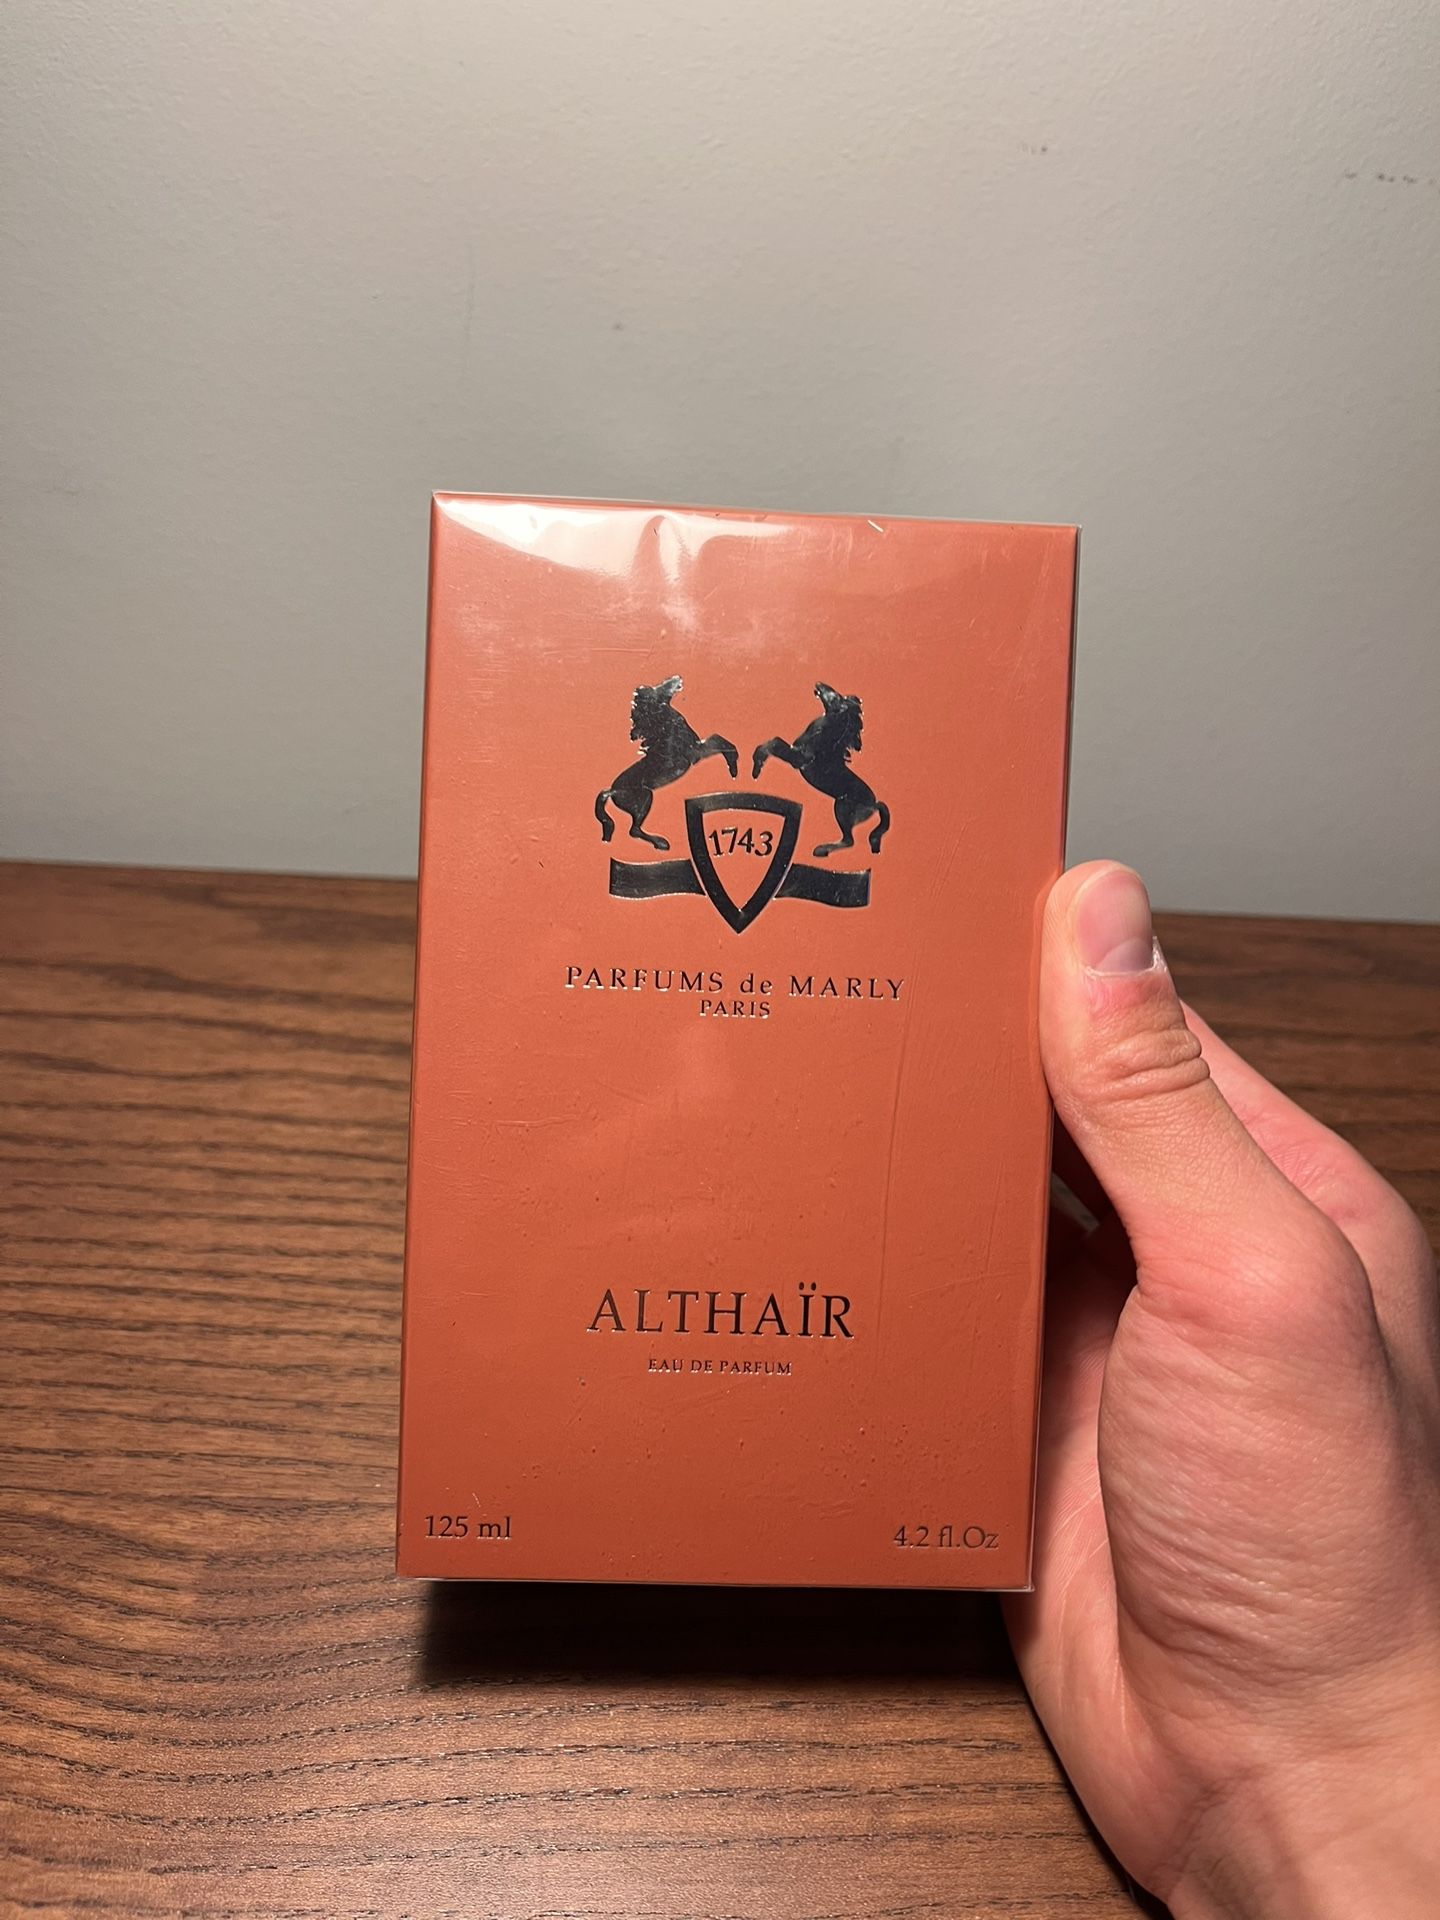 1743
PARFUMS de MARLY
PARIS
ALTHAÏR
EAU DE PARFUM
125 ml
4.2 fl.Oz